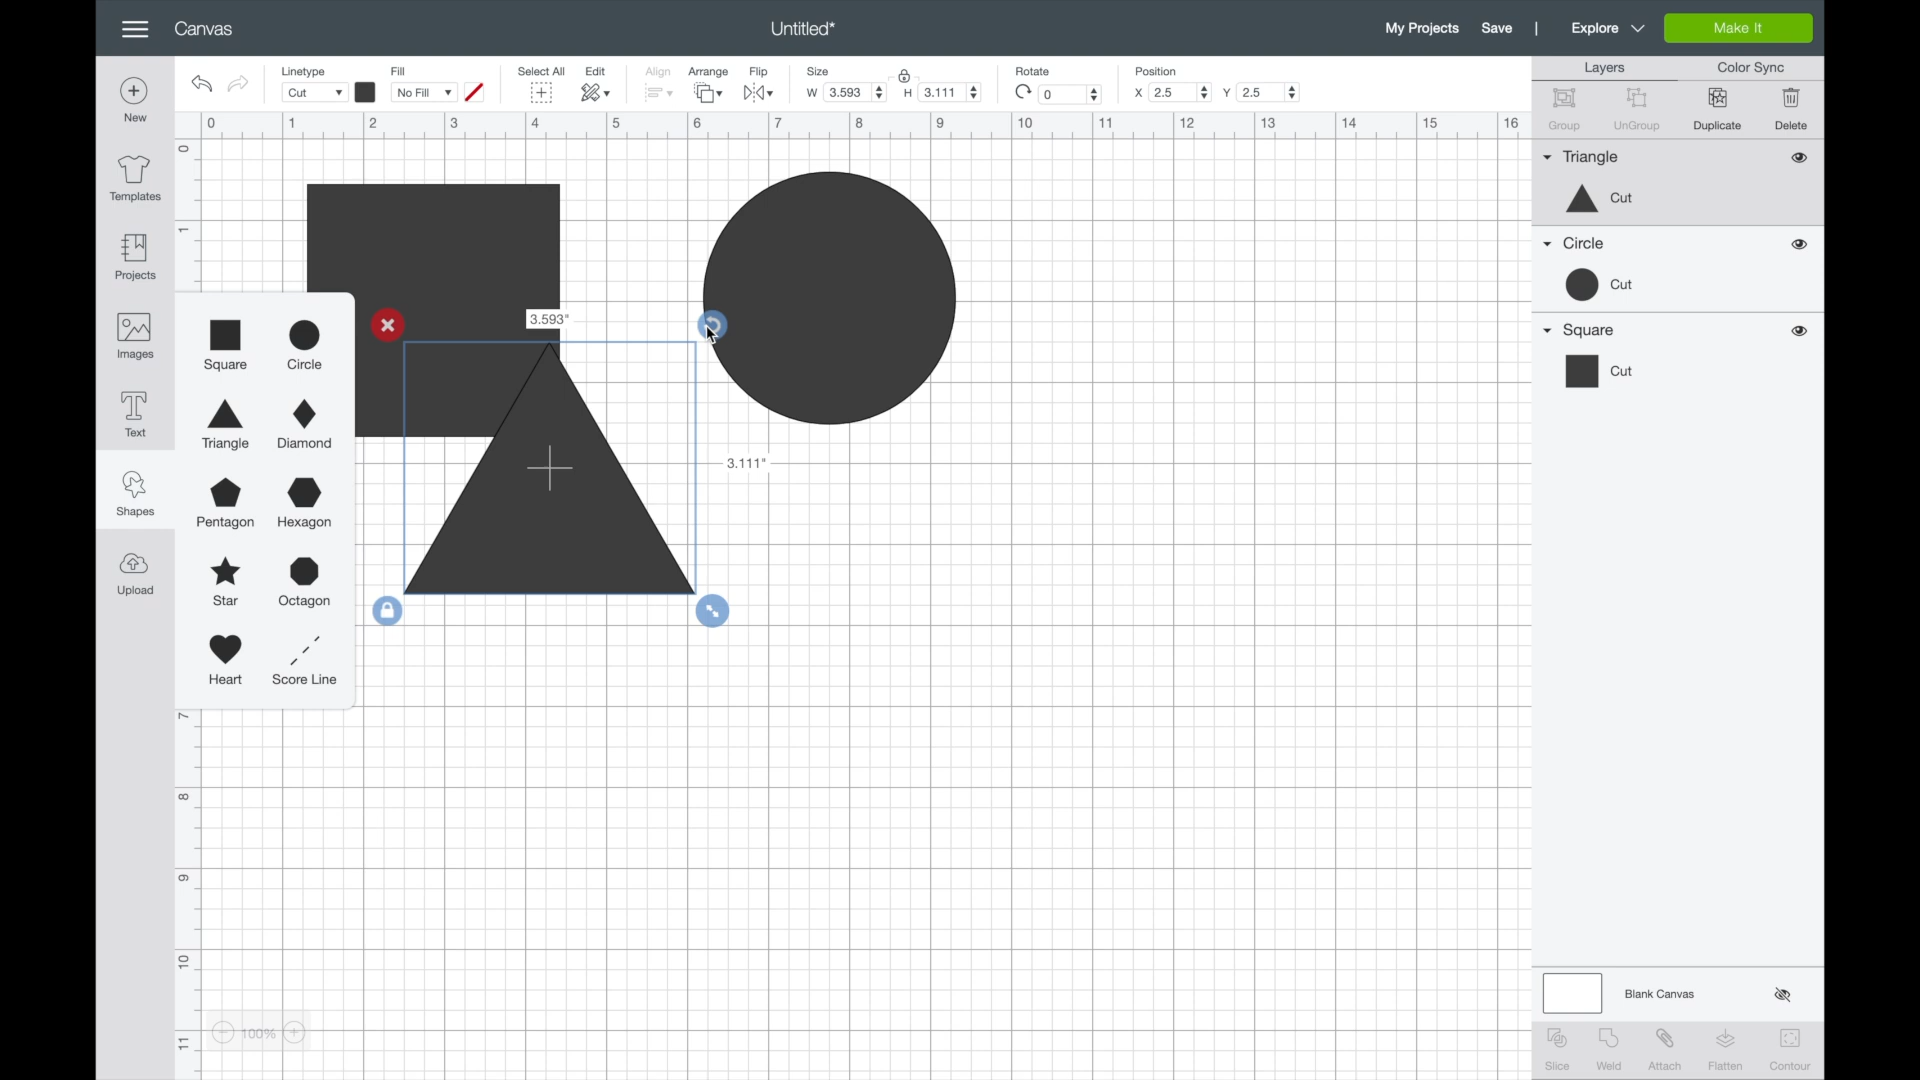 Canvas
Untitled*
My Projects Save | Explore Make It
New
Templates
Projects
Images
Text
Shapes
Upload
Linetype
Cut
Fill
No Fill
Select All
Edit
Align
Arrange
Flip
Size
W 3.593
H 3.111
Rotate
0
Position
X 2.5
Y 2.5
Layers Color Sync
Group UnGroup Duplicate Delete
0 1 2 3 4 5 6 7 8 9 10 11 12 13 14 15 16
0
1
7
8
9
10
11
Square Circle
Triangle Diamond
Pentagon Hexagon
Star Octagon
Heart Score Line
3.593"
3.111"
100%
Triangle
Cut
Circle
Cut
Square
Cut
Blank Canvas
Slice Weld Attach Flatten Contour